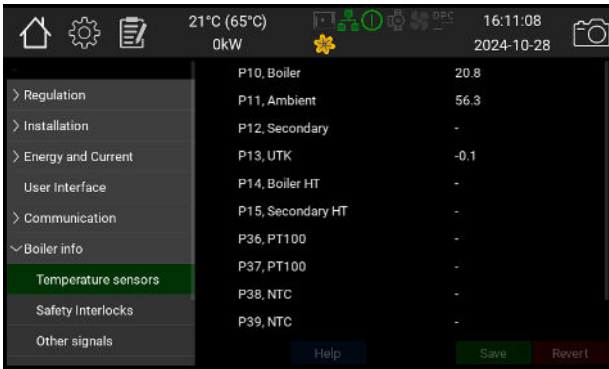 21°C (65°C)
0kW
DPC
16:11:08
2024-10-28
Regulation
Installation
Energy and Current
User Interface
Communication
Boiler info
Temperature sensors
Safety Interlocks
Other signals
P10, Boiler 20.8
P11, Ambient 56.3
P12, Secondary -
P13, UTK -0.1
P14, Boiler HT -
P15, Secondary HT -
P36, PT100 -
P37, PT100 -
P38, NTC -
P39, NTC -
Help
Save
Revert